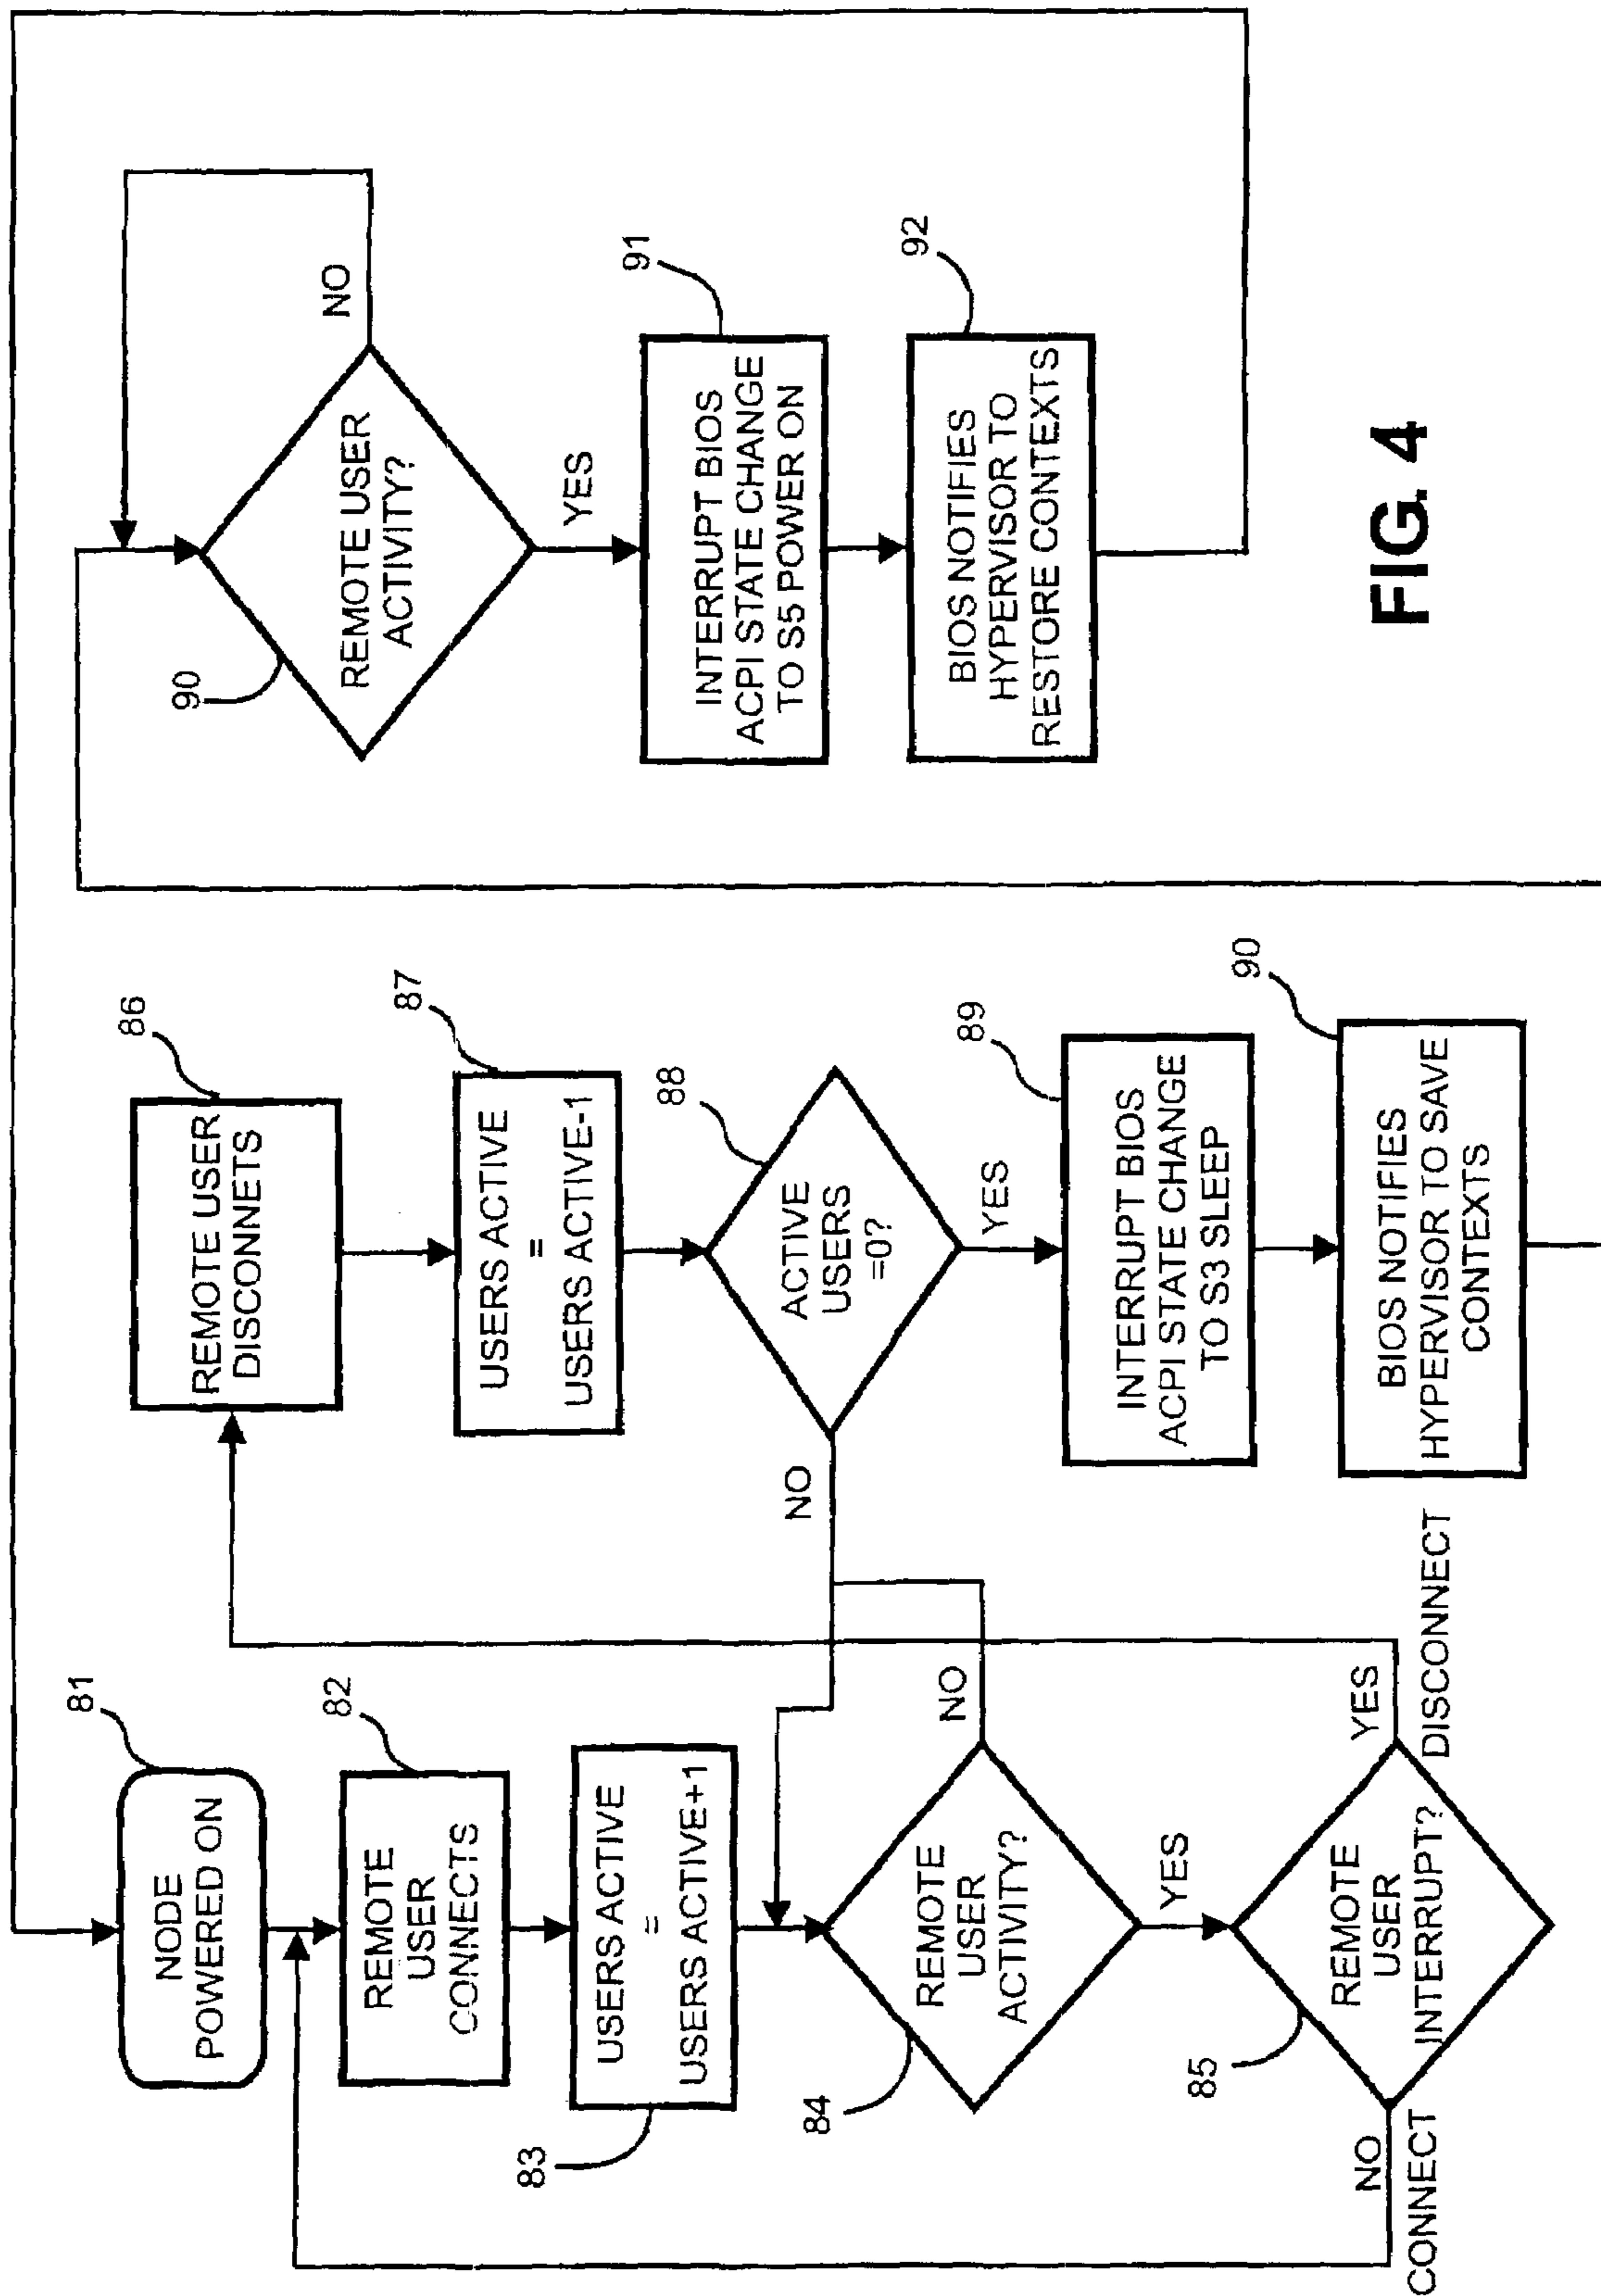 81
NODE
POWERED ON
82
REMOTE
USER
CONNECTS
83
USERS ACTIVE
=
USERS ACTIVE+1
84
REMOTE
USER
ACTIVITY?
NO
YES
85
REMOTE
USER
INTERRUPT?
NO
CONNECT
YES
DISCONNECT
86
REMOTE USER
DISCONNETS
87
USERS ACTIVE
=
USERS ACTIVE-1
88
ACTIVE
USERS
=0?
NO
YES
89
INTERRUPT BIOS
ACPI STATE CHANGE
TO S3 SLEEP
90
BIOS NOTIFIES
HYPERVISOR TO SAVE
CONTEXTS
90
REMOTE USER
ACTIVITY?
NO
YES
91
INTERRUPT BIOS
ACPI STATE CHANGE
TO S5 POWER ON
92
BIOS NOTIFIES
HYPERVISOR TO
RESTORE CONTEXTS
FIG. 4